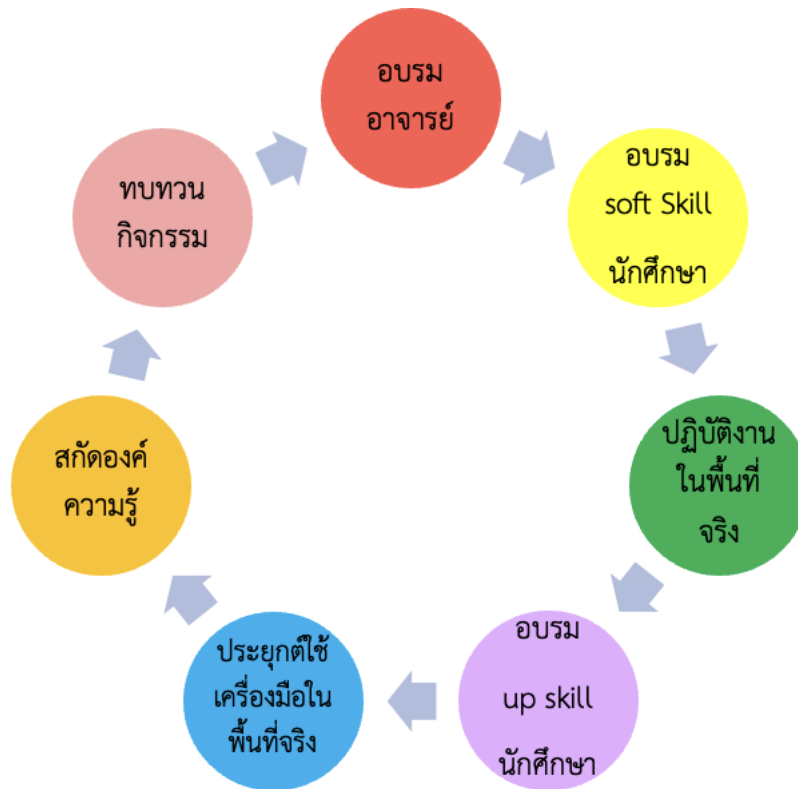 อบรม
อาจารย์
อบรม
soft Skill
นักศึกษา
ปฏิบัติงาน
ในพื้นที่
จริง
อบรม
up skill
นักศึกษา
ประยุกต์ใช้
เครื่องมือใน
พื้นที่จริง
สกัดองค์
ความรู้
ทบทวน
กิจกรรม